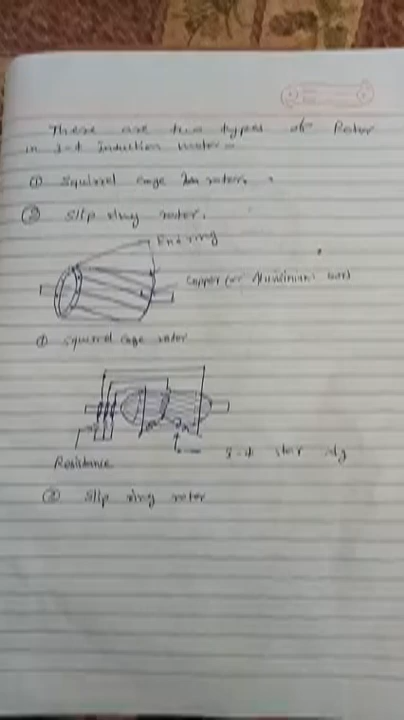 There are two types of Rotor
in 3-ϕ Induction motor
① Squirrel cage rotor.
② Slip ring rotor.
End ring
Copper (or Aluminium bars)
① Squirrel cage rotor
Resistance
3-ϕ star wdg
② Slip ring rotor